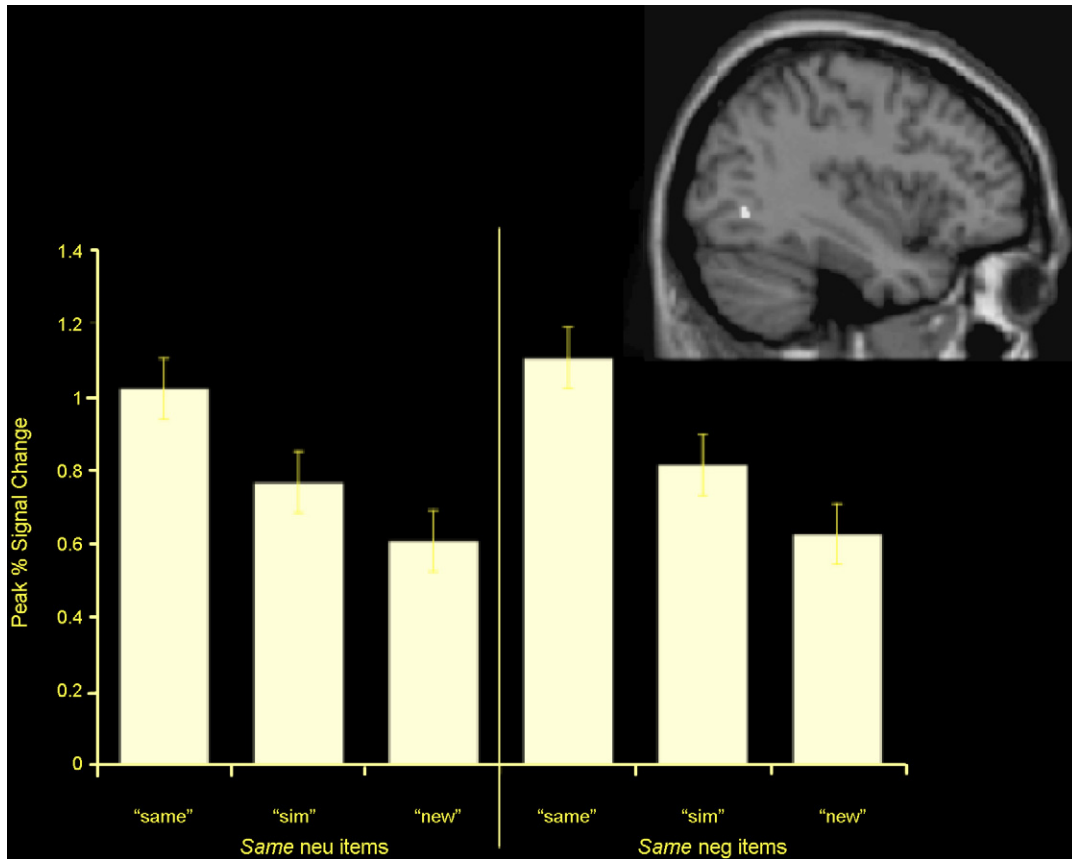 Peak % Signal Change
1.4
1.2
1
0.8
0.6
0.4
0.2
0
“same” “sim” “new” “same” “sim” “new”
Same neu items Same neg items